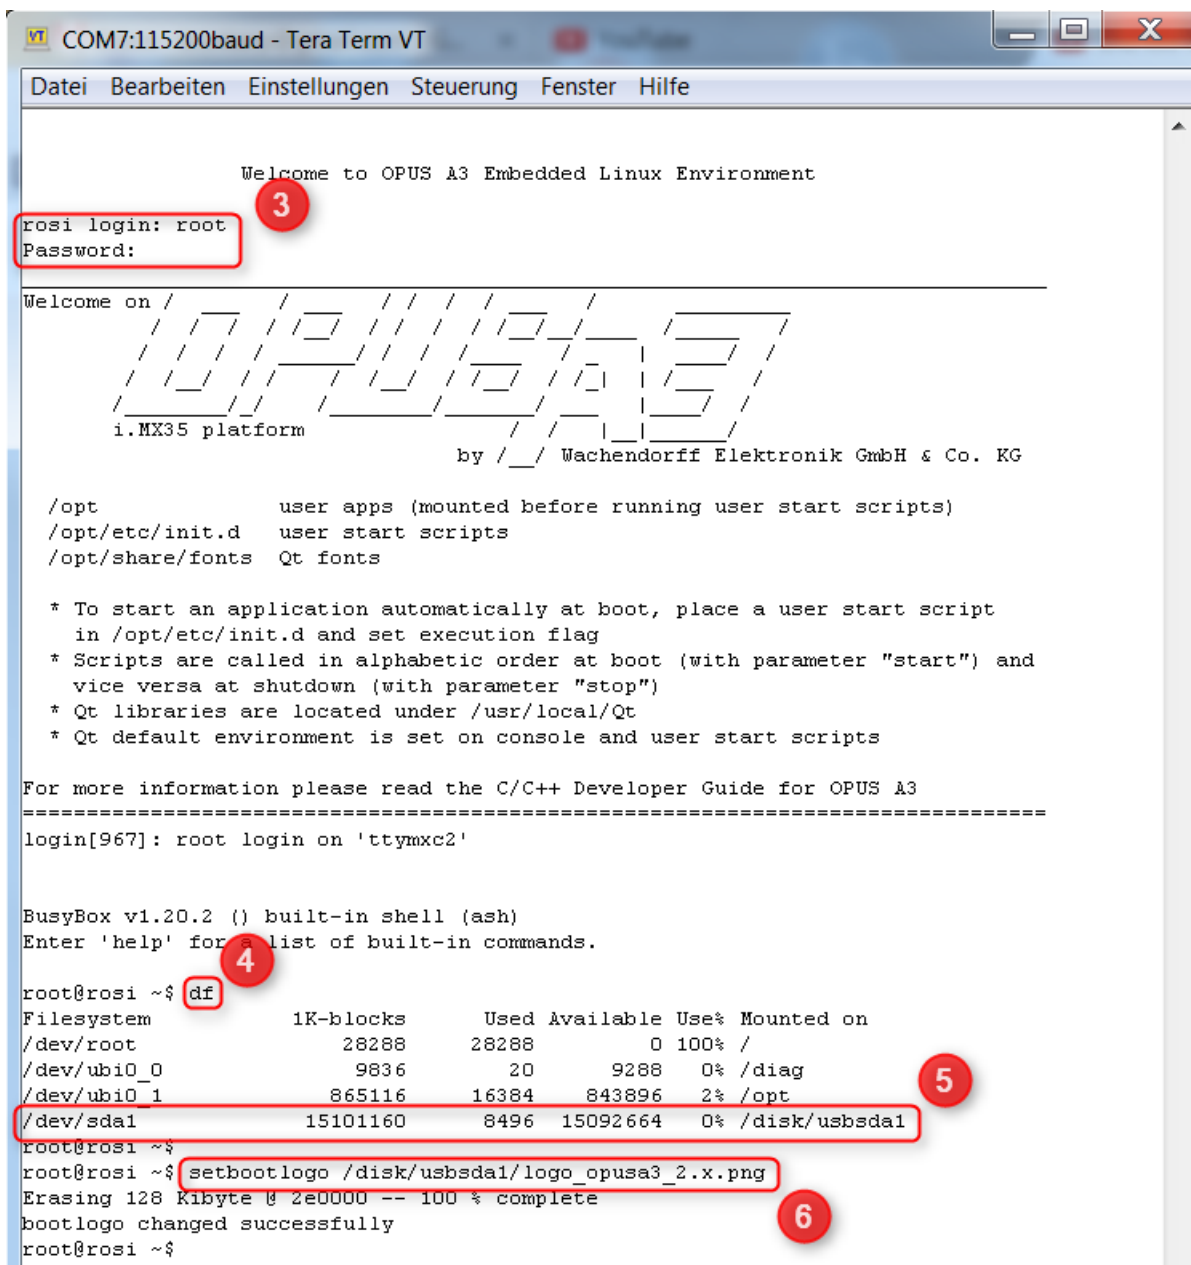 COM7:115200baud - Tera Term VT
YouTube
Datei Bearbeiten Einstellungen Steuerung Fenster Hilfe
Welcome to OPUS A3 Embedded Linux Environment
3
rosi login: root
Password:
Welcome on
OPUSA3
i.MX35 platform
by Wachendorff Elektronik GmbH & Co. KG
/opt user apps (mounted before running user start scripts)
/opt/etc/init.d user start scripts
/opt/share/fonts Qt fonts
* To start an application automatically at boot, place a user start script
in /opt/etc/init.d and set execution flag
* Scripts are called in alphabetic order at boot (with parameter "start") and
vice versa at shutdown (with parameter "stop")
* Qt libraries are located under /usr/local/Qt
* Qt default environment is set on console and user start scripts
For more information please read the C/C++ Developer Guide for OPUS A3
================================================================================
login[967]: root login on 'ttymxc2'
BusyBox v1.20.2 () built-in shell (ash)
Enter 'help' for a list of built-in commands.
4
root@rosi ~$ df
Filesystem 1K-blocks Used Available Use% Mounted on
/dev/root 28288 28288 0 100% /
/dev/ubi0_0 9836 20 9288 0% /diag
5
/dev/ubi0_1 865116 16384 843896 2% /opt
/dev/sda1 15101160 8496 15092664 0% /disk/usbsda1
root@rosi ~$
root@rosi ~$ setbootlogo /disk/usbsda1/logo_opusa3_2.x.png
Erasing 128 Kibyte @ 2e0000 -- 100 % complete
6
bootlogo changed successfully
root@rosi ~$